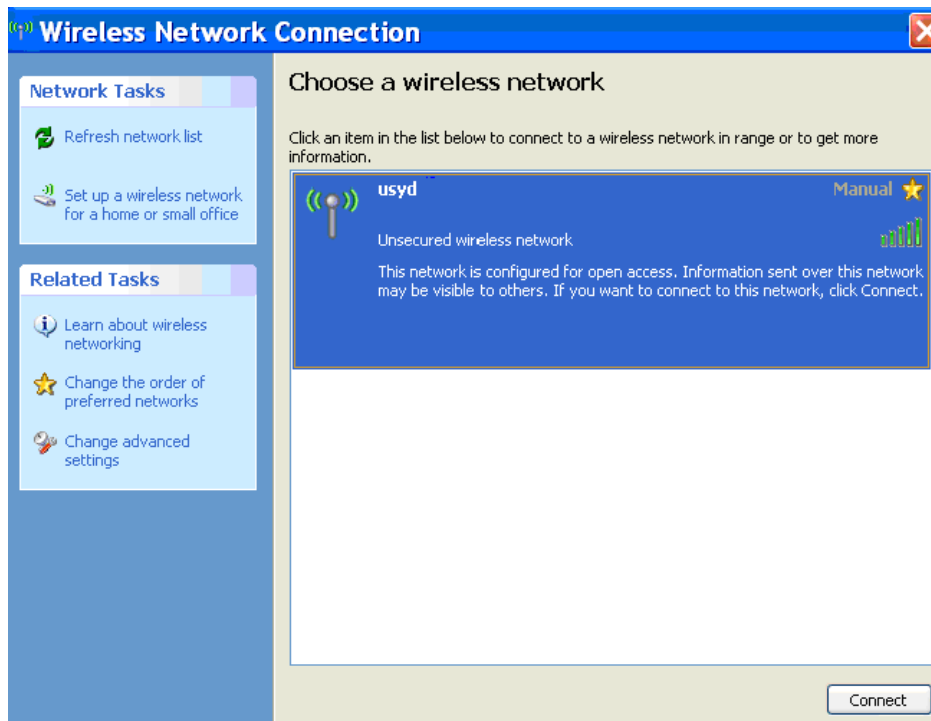 Wireless Network Connection
Network Tasks
Refresh network list
Set up a wireless network
for a home or small office
Related Tasks
Learn about wireless
networking
Change the order of
preferred networks
Change advanced
settings
Choose a wireless network
Click an item in the list below to connect to a wireless network in range or to get more
information.
usyd
Manual
Unsecured wireless network
This network is configured for open access. Information sent over this network
may be visible to others. If you want to connect to this network, click Connect.
Connect